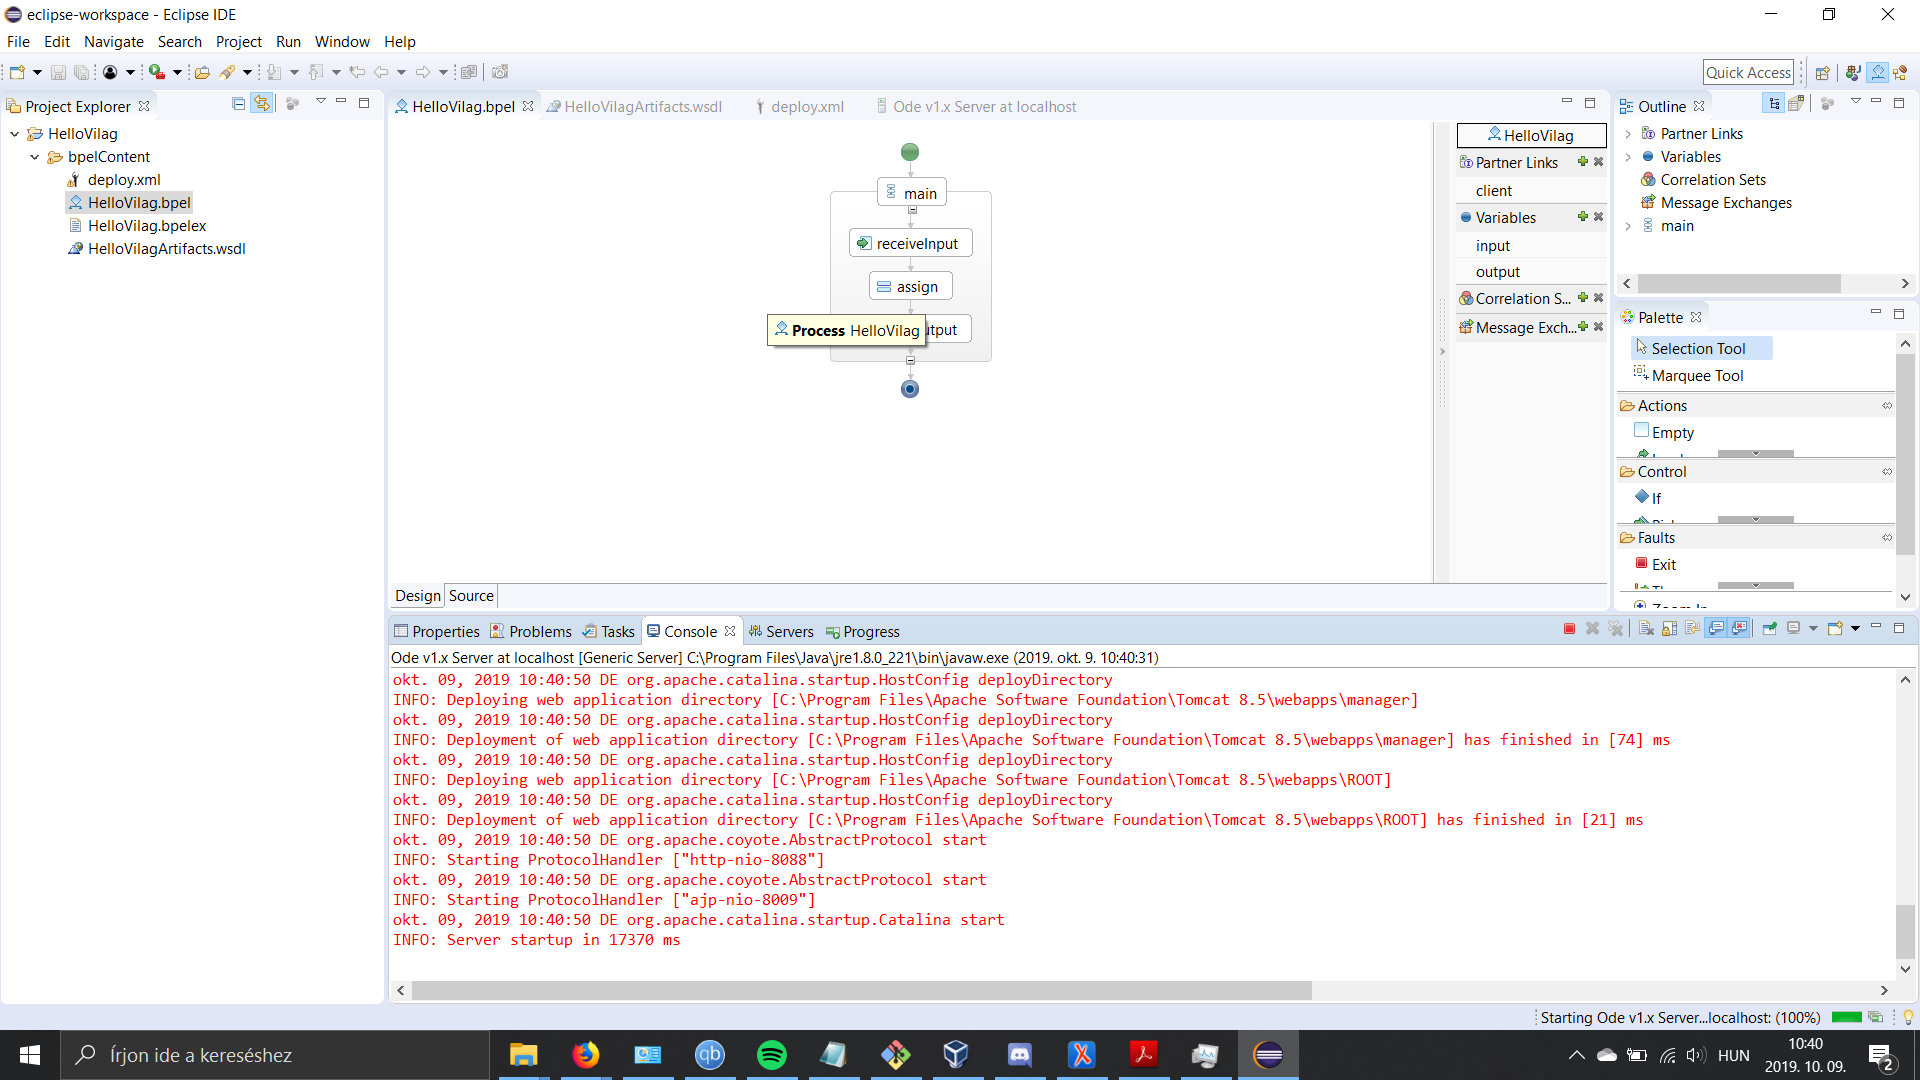 eclipse-workspace - Eclipse IDE
File Edit Navigate Search Project Run Window Help
Quick Access
Project Explorer
HelloVilag
bpelContent
deploy.xml
HelloVilag.bpel
HelloVilag.bpelex
HelloVilagArtifacts.wsdl
HelloVilag.bpel HelloVilagArtifacts.wsdl deploy.xml Ode v1.x Server at localhost
main
receiveInput
assign
Process HelloVilag
Design Source
HelloVilag
Partner Links
client
Variables
input
output
Correlation S...
Message Exch...
Outline
Partner Links
Variables
Correlation Sets
Message Exchanges
main
Palette
Selection Tool
Marquee Tool
Actions
Empty
Control
If
Faults
Exit
Properties Problems Tasks Console Servers Progress
Ode v1.x Server at localhost [Generic Server] C:\Program Files\Java\jre1.8.0_221\bin\javaw.exe (2019. okt. 9. 10:40:31)
okt. 09, 2019 10:40:50 DE org.apache.catalina.startup.HostConfig deployDirectory
INFO: Deploying web application directory [C:\Program Files\Apache Software Foundation\Tomcat 8.5\webapps\manager]
okt. 09, 2019 10:40:50 DE org.apache.catalina.startup.HostConfig deployDirectory
INFO: Deployment of web application directory [C:\Program Files\Apache Software Foundation\Tomcat 8.5\webapps\manager] has finished in [74] ms
okt. 09, 2019 10:40:50 DE org.apache.catalina.startup.HostConfig deployDirectory
INFO: Deploying web application directory [C:\Program Files\Apache Software Foundation\Tomcat 8.5\webapps\ROOT]
okt. 09, 2019 10:40:50 DE org.apache.catalina.startup.HostConfig deployDirectory
INFO: Deployment of web application directory [C:\Program Files\Apache Software Foundation\Tomcat 8.5\webapps\ROOT] has finished in [21] ms
okt. 09, 2019 10:40:50 DE org.apache.coyote.AbstractProtocol start
INFO: Starting ProtocolHandler ["http-nio-8088"]
okt. 09, 2019 10:40:50 DE org.apache.coyote.AbstractProtocol start
INFO: Starting ProtocolHandler ["ajp-nio-8009"]
okt. 09, 2019 10:40:50 DE org.apache.catalina.startup.Catalina start
INFO: Server startup in 17370 ms
Starting Ode v1.x Server...localhost: (100%)
Írjon ide a kereséshez
qb
HUN
10:40
2019. 10. 09.
2